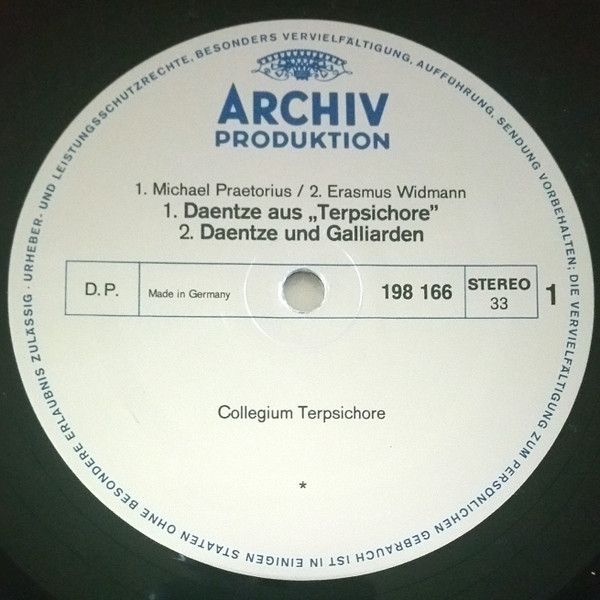 URHEBER- UND LEISTUNGSSCHUTZRECHTE, BESONDERS VERVIELFÄLTIGUNG, AUFFÜHRUNG, SENDUNG VORBEHALTEN; DIE VERVIELFÄLTIGUNG ZUM PERSÖNLICHEN GEBRAUCH IST IN EINIGEN STAATEN OHNE BESONDERE ERLAUBNIS ZULÄSSIG ·
ARCHIV
PRODUKTION
1. Michael Praetorius / 2. Erasmus Widmann
1. Daentze aus „Terpsichore”
2. Daentze und Galliarden
D. P. Made in Germany 198 166 STEREO 33 1
Collegium Terpsichore
*